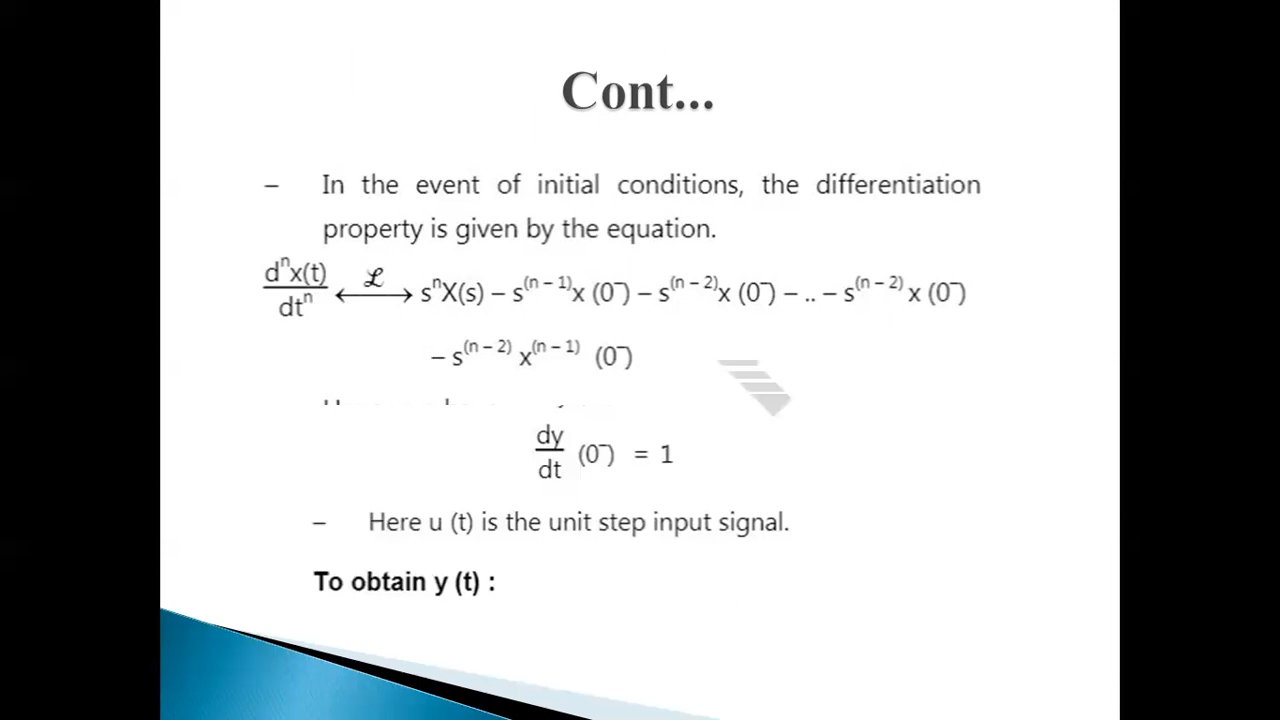 Cont...
– In the event of initial conditions, the differentiation
property is given by the equation.
dⁿx(t)/dtⁿ ⟷ℒ sⁿX(s) – s⁽ⁿ⁻¹⁾x (0⁻) – s⁽ⁿ⁻²⁾x (0⁻) – .. – s⁽ⁿ⁻²⁾ x (0⁻)
– s⁽ⁿ⁻²⁾ x⁽ⁿ⁻¹⁾ (0⁻)
dy/dt (0⁻) = 1
– Here u (t) is the unit step input signal.
To obtain y (t) :